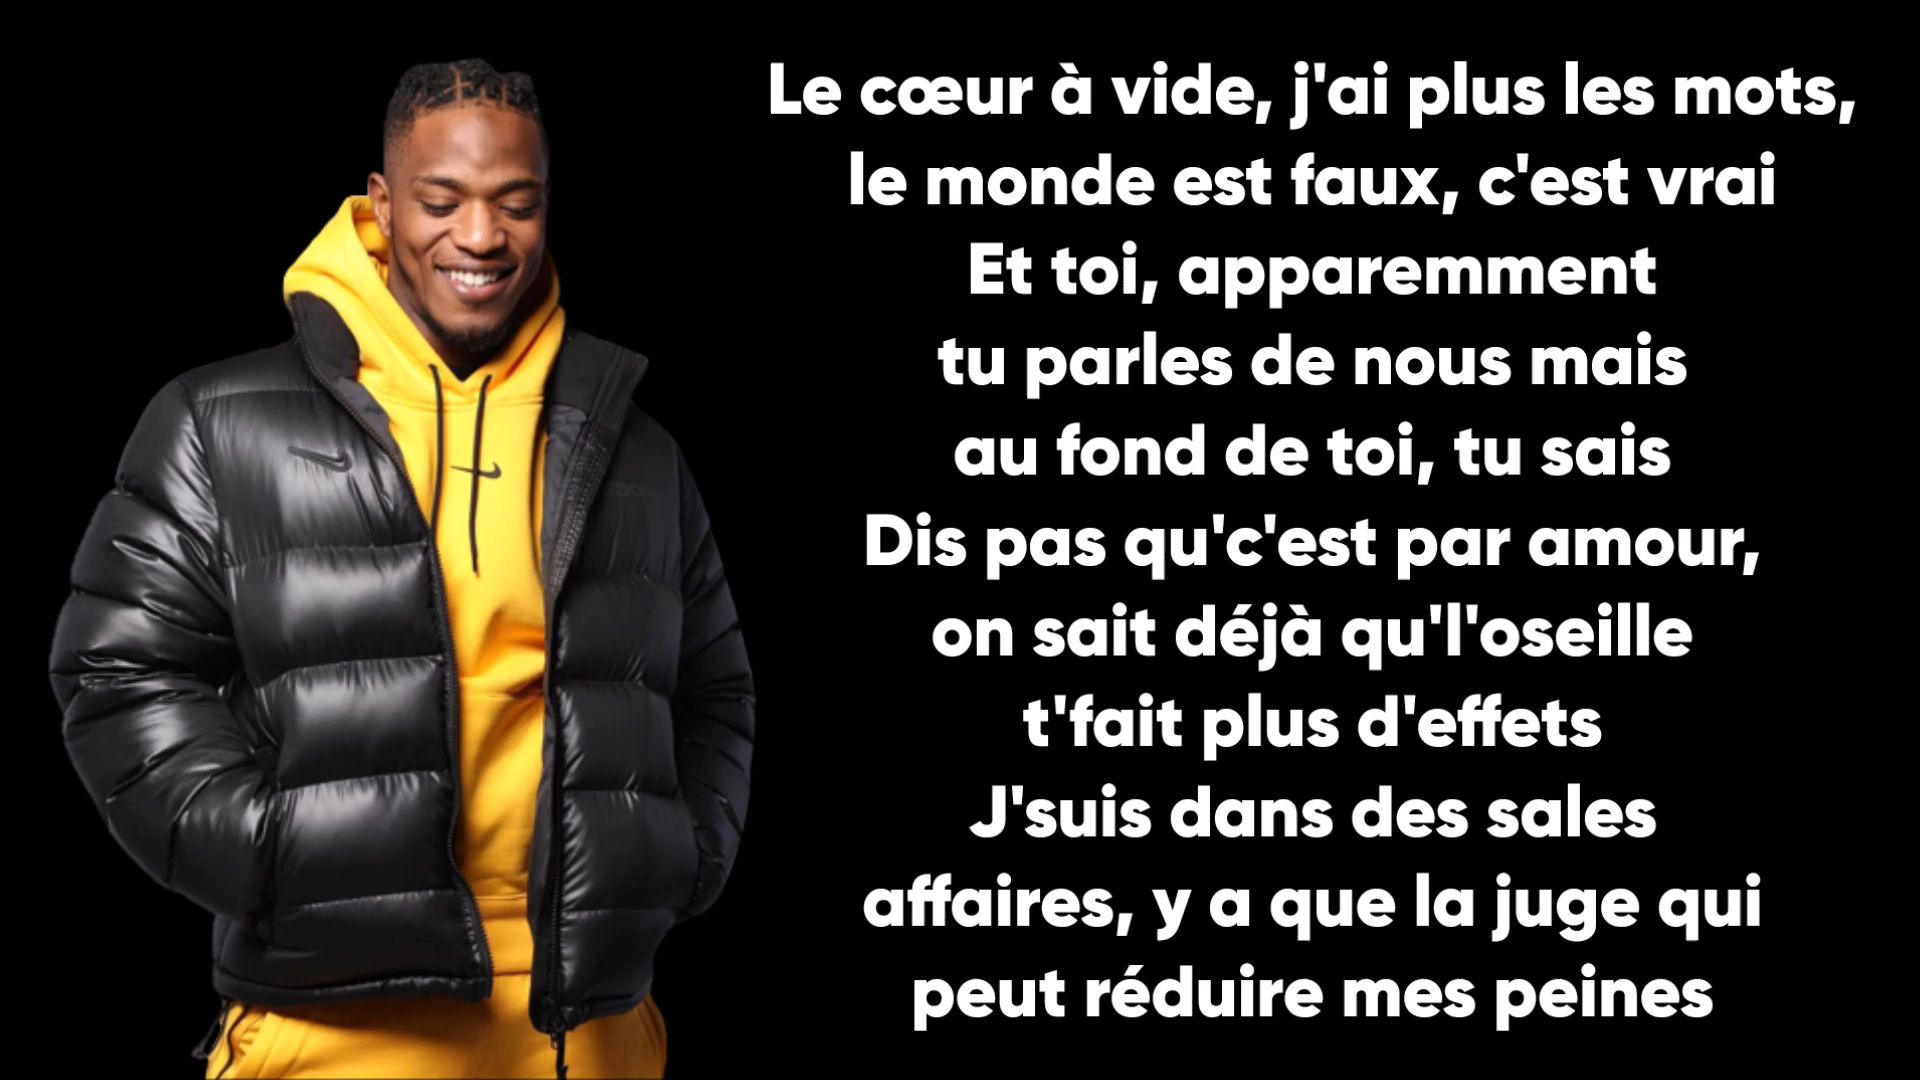 Le cœur à vide, j'ai plus les mots,
le monde est faux, c'est vrai
Et toi, apparemment
tu parles de nous mais
au fond de toi, tu sais
Dis pas qu'c'est par amour,
on sait déjà qu'l'oseille
t'fait plus d'effets
J'suis dans des sales
affaires, y a que la juge qui
peut réduire mes peines